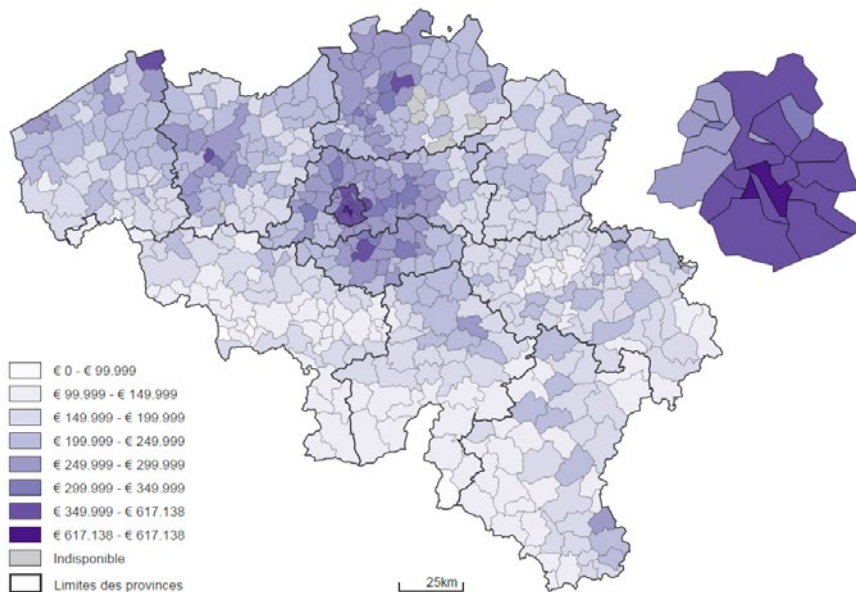 € 0 - € 99.999
€ 99.999 - € 149.999
€ 149.999 - € 199.999
€ 199.999 - € 249.999
€ 249.999 - € 299.999
€ 299.999 - € 349.999
€ 349.999 - € 617.138
€ 617.138 - € 617.138
Indisponible
Limites des provinces
25km